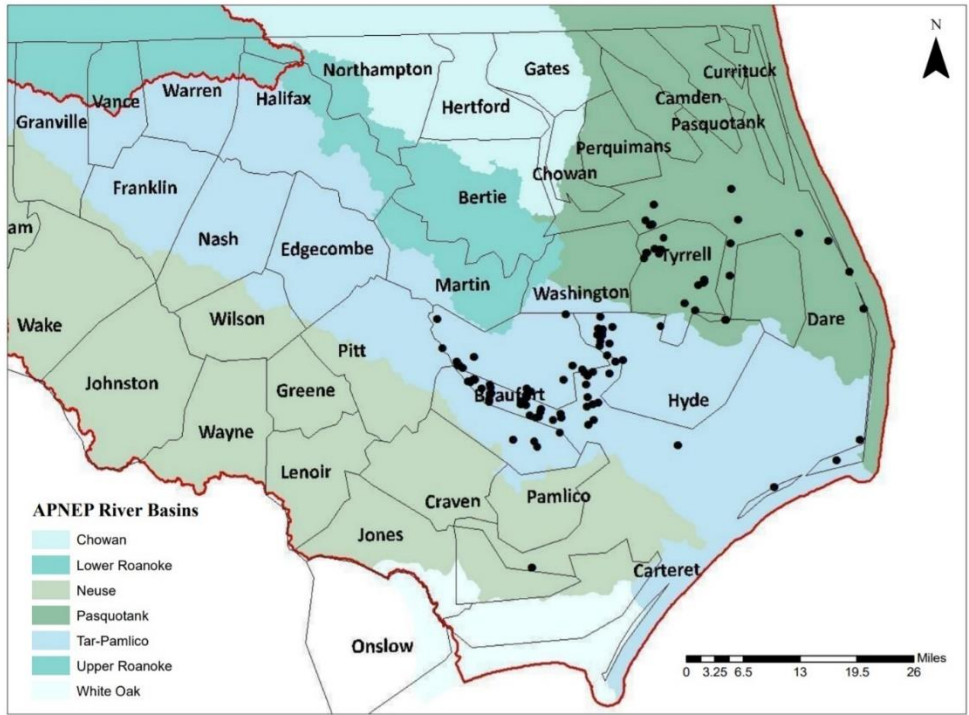 N
Northampton
Gates
Currituck
Vance
Warren
Halifax
Hertford
Camden
Granville
Pasquotank
Perquimans
Franklin
Chowan
Bertie
am
Nash
Edgecombe
Tyrrell
Martin
Washington
Wake
Wilson
Dare
Pitt
Johnston
Greene
Beaufort
Hyde
Wayne
Lenoir
Craven
Pamlico
Jones
Carteret
Onslow
APNEP River Basins
Chowan
Lower Roanoke
Neuse
Pasquotank
Tar-Pamlico
Upper Roanoke
White Oak
Miles
0 3.25 6.5 13 19.5 26